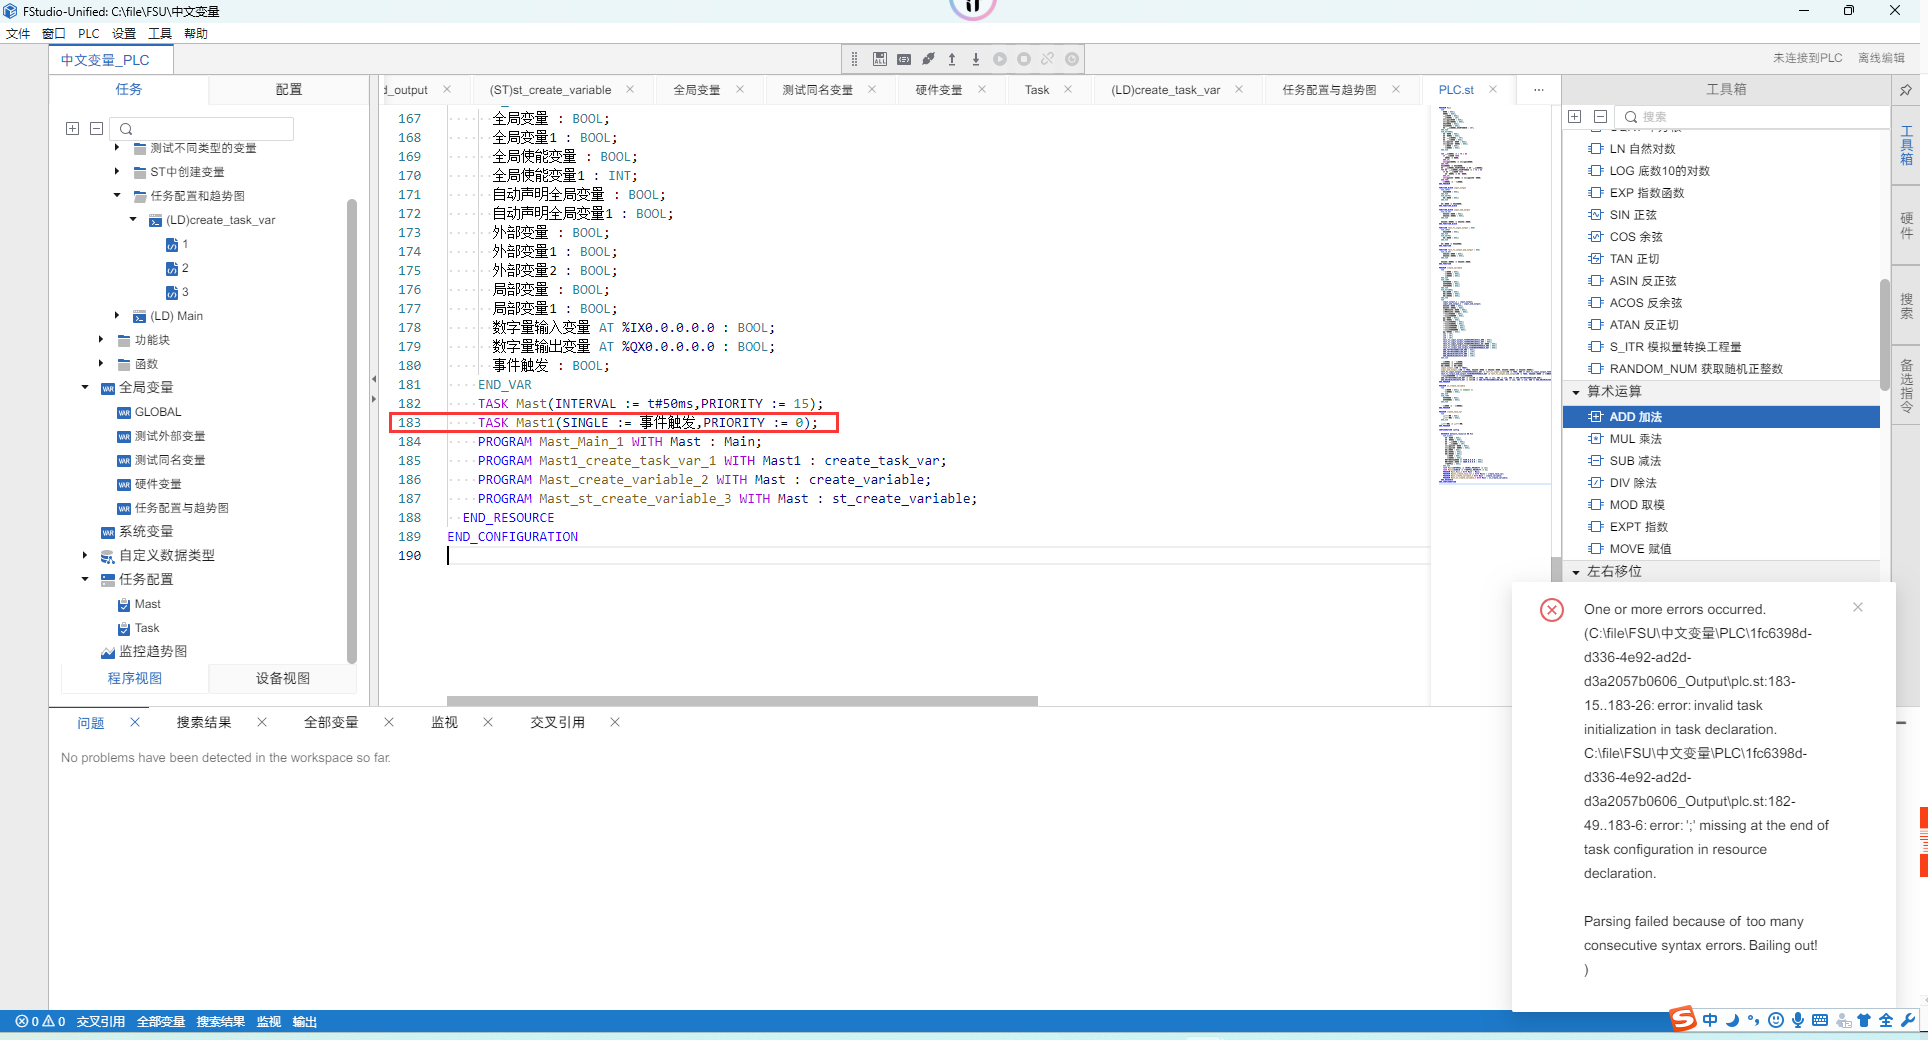 FStudio-Unified: C:\file\FSU\中文变量
文件 窗口 PLC 设置 工具 帮助
中文变量_PLC
未连接到PLC 离线编辑
任务 配置
测试不同类型的变量
ST中创建变量
任务配置和趋势图
(LD)create_task_var
1
2
3
(LD) Main
功能块
函数
全局变量
GLOBAL
测试外部变量
测试同名变量
硬件变量
任务配置与趋势图
系统变量
自定义数据类型
任务配置
Mast
Task
监控趋势图
程序视图 设备视图
d_output (ST)st_create_variable 全局变量 测试同名变量 硬件变量 Task (LD)create_task_var 任务配置与趋势图 PLC.st ···
167 全局变量 : BOOL;
168 全局变量1 : BOOL;
169 全局使能变量 : BOOL;
170 全局使能变量1 : INT;
171 自动声明全局变量 : BOOL;
172 自动声明全局变量1 : BOOL;
173 外部变量 : BOOL;
174 外部变量1 : BOOL;
175 外部变量2 : BOOL;
176 局部变量 : BOOL;
177 局部变量1 : BOOL;
178 数字量输入变量 AT %IX0.0.0.0.0 : BOOL;
179 数字量输出变量 AT %QX0.0.0.0.0 : BOOL;
180 事件触发 : BOOL;
181 END_VAR
182 TASK Mast(INTERVAL := t#50ms,PRIORITY := 15);
183 TASK Mast1(SINGLE := 事件触发,PRIORITY := 0);
184 PROGRAM Mast_Main_1 WITH Mast : Main;
185 PROGRAM Mast1_create_task_var_1 WITH Mast1 : create_task_var;
186 PROGRAM Mast_create_variable_2 WITH Mast : create_variable;
187 PROGRAM Mast_st_create_variable_3 WITH Mast : st_create_variable;
188 END_RESOURCE
189 END_CONFIGURATION
190
工具箱
搜索
LN 自然对数
LOG 底数10的对数
EXP 指数函数
SIN 正弦
COS 余弦
TAN 正切
ASIN 反正弦
ACOS 反余弦
ATAN 反正切
S_ITR 模拟量转换工程量
RANDOM_NUM 获取随机正整数
算术运算
ADD 加法
MUL 乘法
SUB 减法
DIV 除法
MOD 取模
EXPT 指数
MOVE 赋值
左右移位
工具箱
硬件
搜索
备选指令
问题 搜索结果 全部变量 监视 交叉引用
No problems have been detected in the workspace so far.
One or more errors occurred.
(C:\file\FSU\中文变量\PLC\1fc6398d-
d336-4e92-ad2d-
d3a2057b0606_Output\plc.st:183-
15..183-26: error: invalid task
initialization in task declaration.
C:\file\FSU\中文变量\PLC\1fc6398d-
d336-4e92-ad2d-
d3a2057b0606_Output\plc.st:182-
49..183-6: error: ';' missing at the end of
task configuration in resource
declaration.
Parsing failed because of too many
consecutive syntax errors. Bailing out!
)
0 0 交叉引用 全部变量 搜索结果 监视 输出
S 中 全